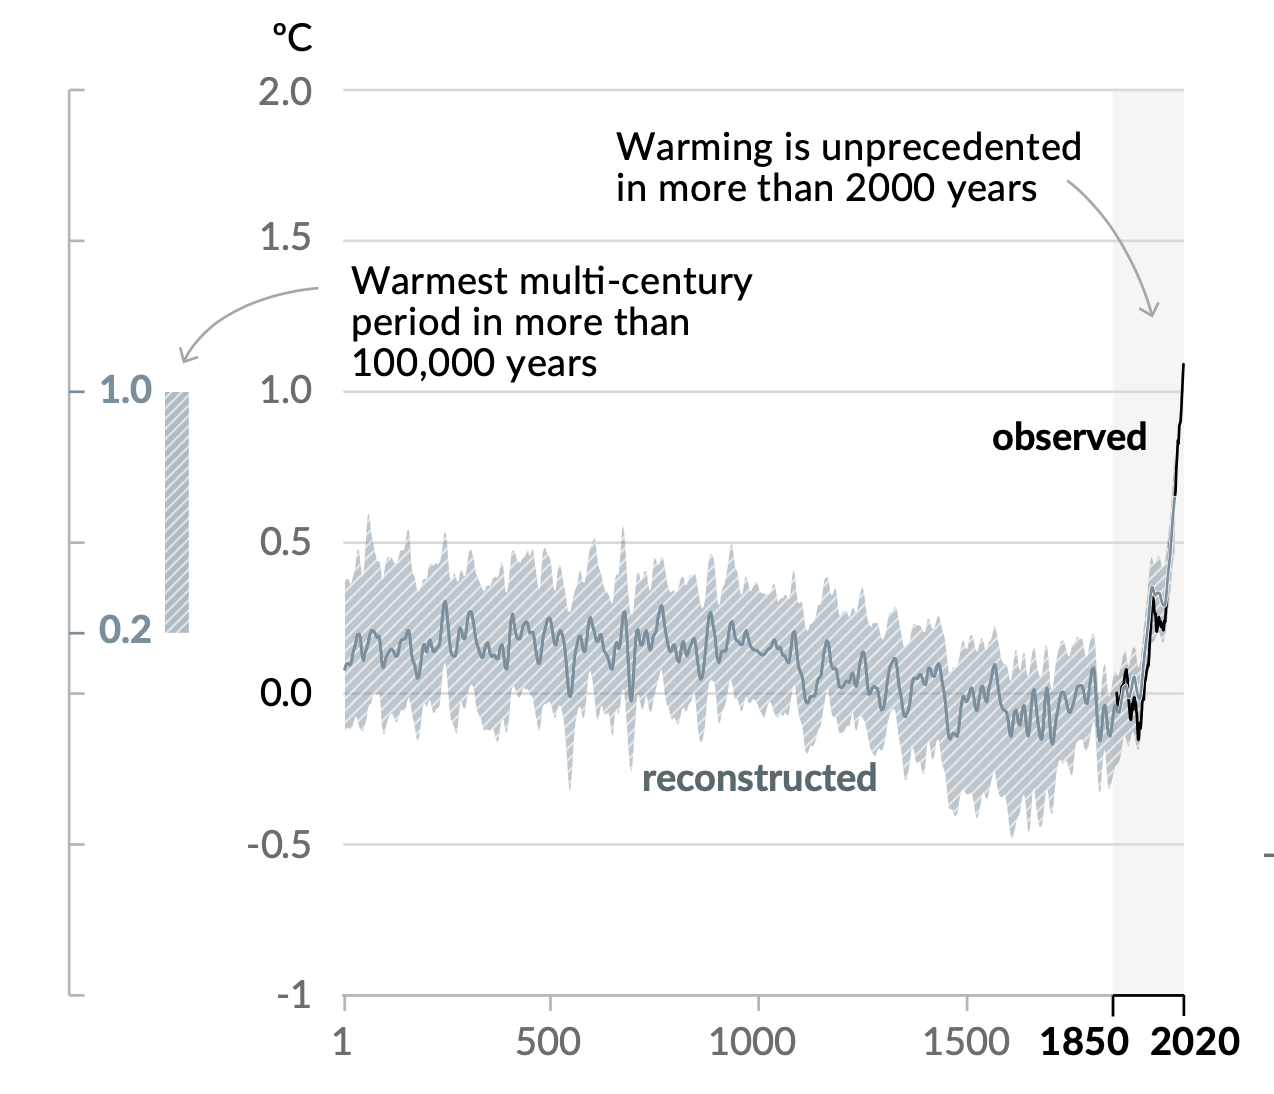 ºC
2.0
Warming is unprecedented
in more than 2000 years
1.5
Warmest multi-century
period in more than
100,000 years
1.0
1.0
observed
0.5
0.2
0.0
reconstructed
-0.5
-1
1 500 1000 1500 1850 2020